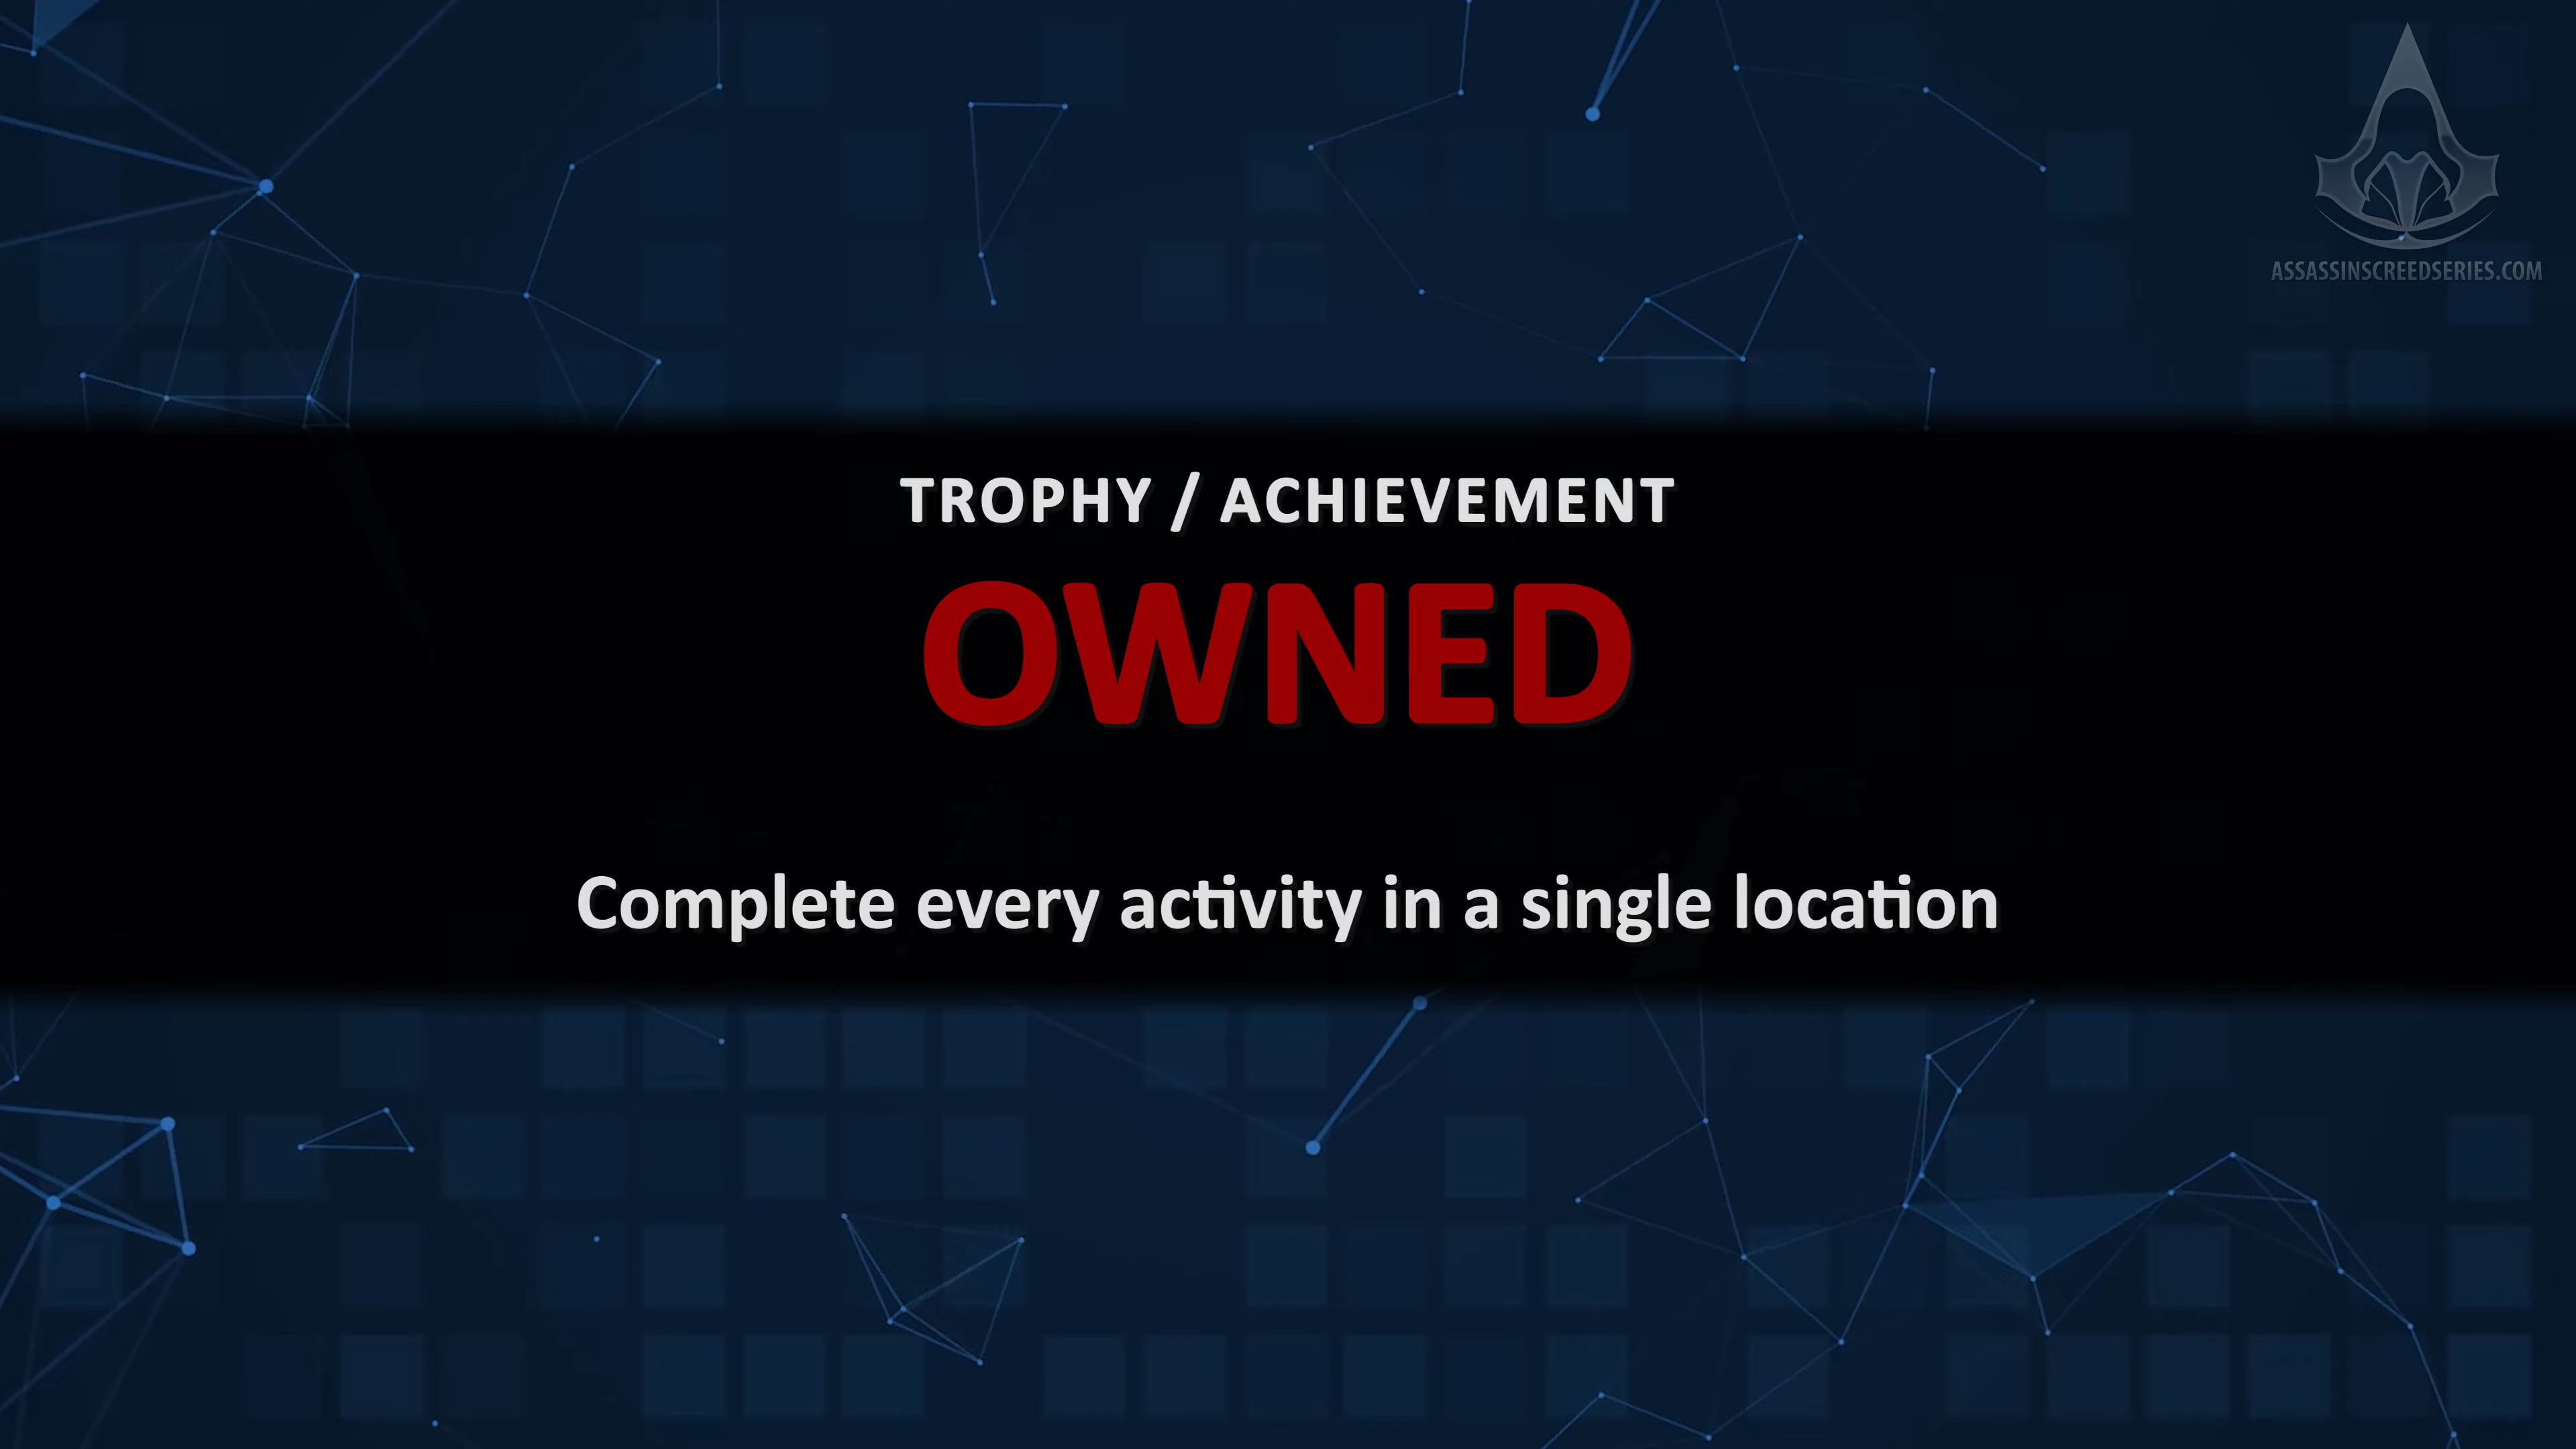 ASSASSINSCREEDSERIES.COM
TROPHY / ACHIEVEMENT
OWNED
Complete every activity in a single location